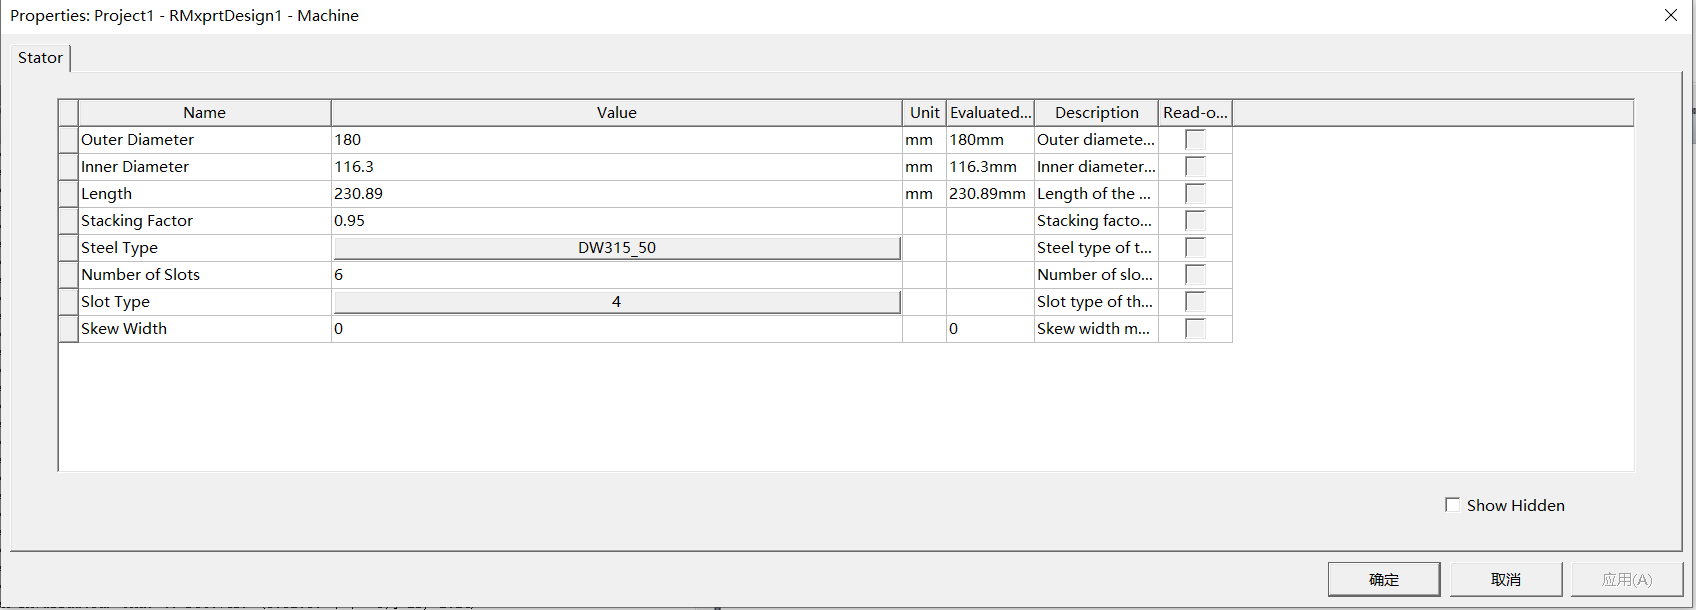 Properties: Project1 - RMxprtDesign1 - Machine
Stator
Name Value Unit Evaluated... Description Read-o...
Outer Diameter 180 mm 180mm Outer diamete...
Inner Diameter 116.3 mm 116.3mm Inner diameter...
Length 230.89 mm 230.89mm Length of the ...
Stacking Factor 0.95 Stacking facto...
Steel Type DW315_50 Steel type of t...
Number of Slots 6 Number of slo...
Slot Type 4 Slot type of th...
Skew Width 0 0 Skew width m...
Show Hidden
确定 取消 应用(A)